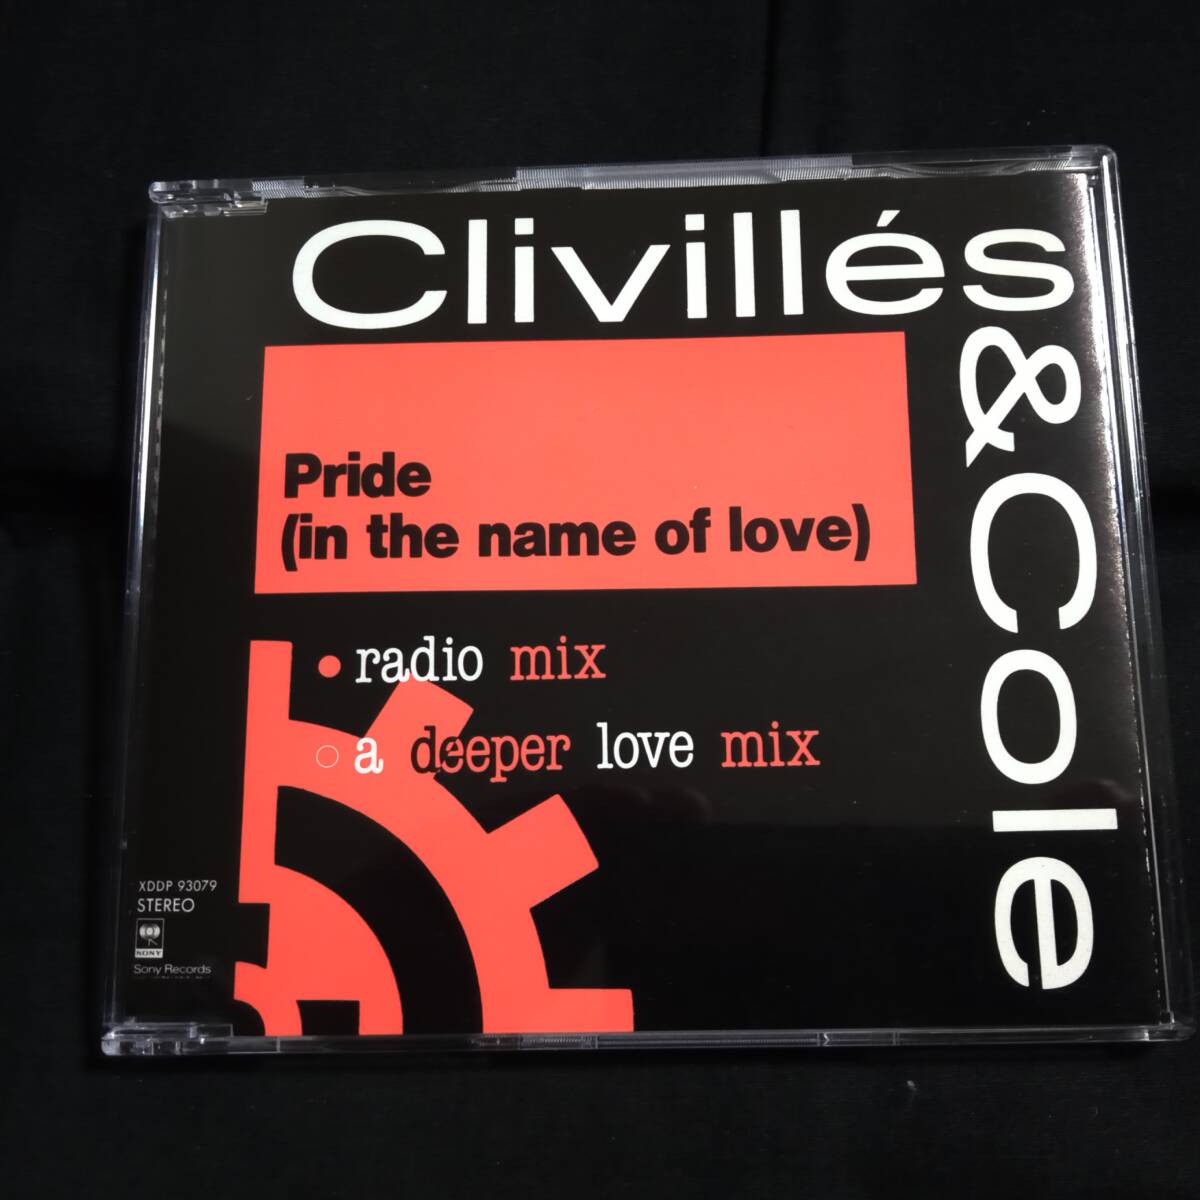 Clivillés
& Cole
Pride
(in the name of love)
radio mix
a deeper love mix
XDDP 93079
STEREO
SONY
Sony Records